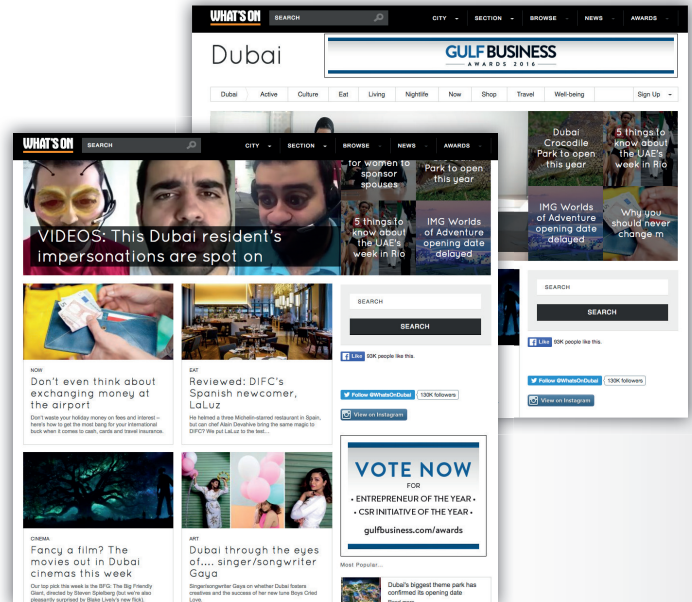 WHAT'S ON
SEARCH
CITY
SECTION
BROWSE
NEWS
AWARDS
Dubai
GULF BUSINESS
AWARDS 2016
Dubai
Active
Culture
Eat
Living
Nightlife
Now
Shop
Travel
Well-being
Sign Up
Dubai
Crocodile
Park to open
this year
5 things to
know about
the UAE's
week in Rio
IMG Worlds
of Adventure
opening date
delayed
Why you
should never
change m
SEARCH
SEARCH
Like 93K people like this.
Follow @WhatsOnDubai 130K followers
View on Instagram
WHAT'S ON
SEARCH
CITY
SECTION
BROWSE
NEWS
AWARDS
VIDEOS: This Dubai resident's
impersonations are spot on
for women to
sponsor
spouses
Park to open
this year
5 things to
know about
the UAE's
week in Rio
IMG Worlds
of Adventure
opening date
delayed
NOW
Don't even think about
exchanging money at
the airport
Don't waste your holiday money on fees and interest –
here's how to get the most bang for your international
buck when it comes to cash, cards and travel insurance.
EAT
Reviewed: DIFC's
Spanish newcomer,
LaLuz
He helmed a three Michelin-starred restaurant in Spain,
but can chef Alain Devahive bring the same magic to
DIFC? We put LaLuz to the test...
SEARCH
SEARCH
Like 93K people like this.
Follow @WhatsOnDubai 130K followers
View on Instagram
CINEMA
Fancy a film? The
movies out in Dubai
cinemas this week
Our top pick this week is the BFG: The Big Friendly
Giant, directed by Steven Spielberg (but we're also
pleasantly surprised by Blake Lively's new flick).
ART
Dubai through the eyes
of.... singer/songwriter
Gaya
Singer/songwriter Gaya on whether Dubai fosters
creatives and the success of her new tune Boys Cried
Love.
VOTE NOW
FOR
• ENTREPRENEUR OF THE YEAR •
• CSR INITIATIVE OF THE YEAR •
gulfbusiness.com/awards
Most Popular...
Dubai's biggest theme park has
confirmed its opening date